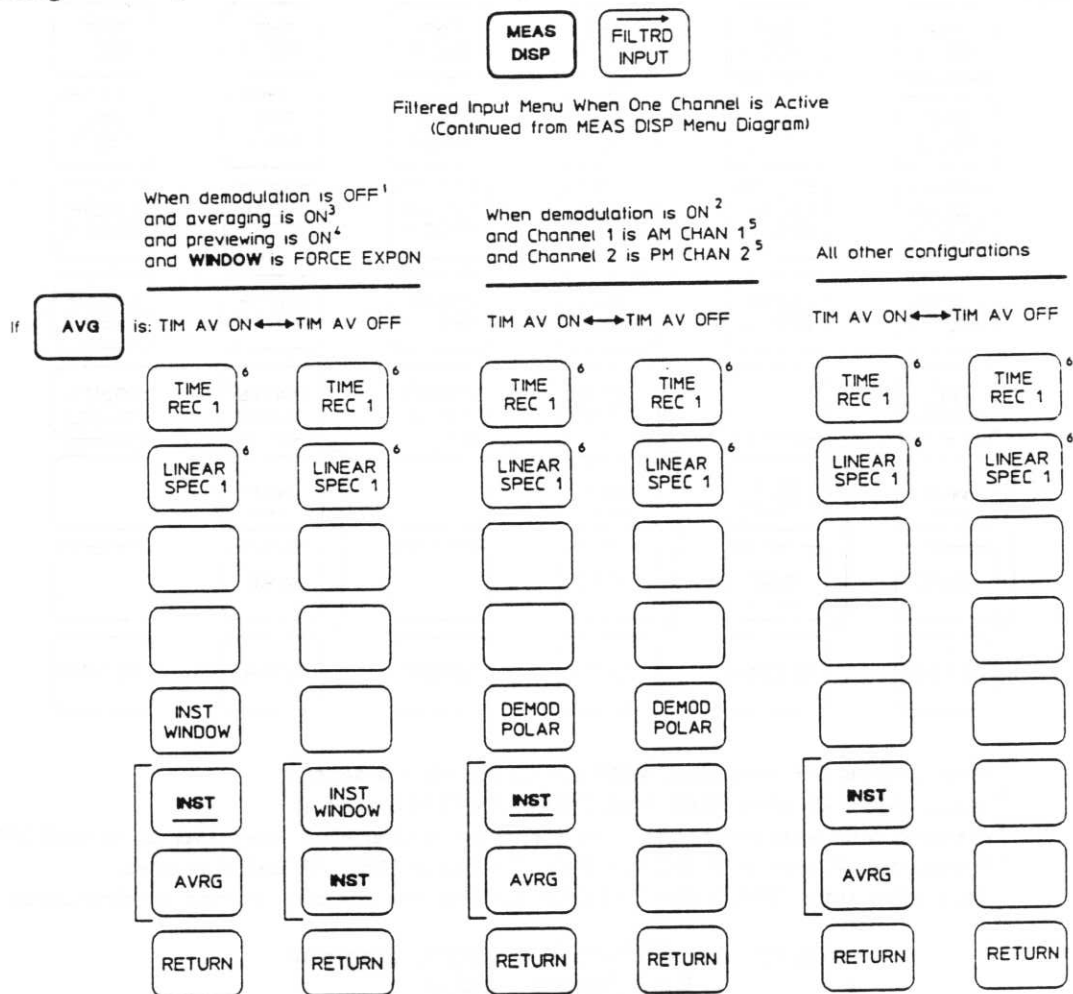 MEAS DISP
FILTRD INPUT
Filtered Input Menu When One Channel is Active
(Continued from MEAS DISP Menu Diagram)
When demodulation is OFF¹
and averaging is ON³
and previewing is ON⁴
and WINDOW is FORCE EXPON
When demodulation is ON²
and Channel 1 is AM CHAN 1⁵
and Channel 2 is PM CHAN 2⁵
All other configurations
If AVG is: TIM AV ON ↔ TIM AV OFF TIM AV ON ↔ TIM AV OFF TIM AV ON ↔ TIM AV OFF
TIME REC 1 ⁶ TIME REC 1 ⁶ TIME REC 1 ⁶ TIME REC 1 ⁶ TIME REC 1 ⁶ TIME REC 1 ⁶
LINEAR SPEC 1 ⁶ LINEAR SPEC 1 ⁶ LINEAR SPEC 1 ⁶ LINEAR SPEC 1 ⁶ LINEAR SPEC 1 ⁶ LINEAR SPEC 1 ⁶
INST WINDOW DEMOD POLAR DEMOD POLAR
INST INST WINDOW INST INST
AVRG INST AVRG AVRG
RETURN RETURN RETURN RETURN RETURN RETURN